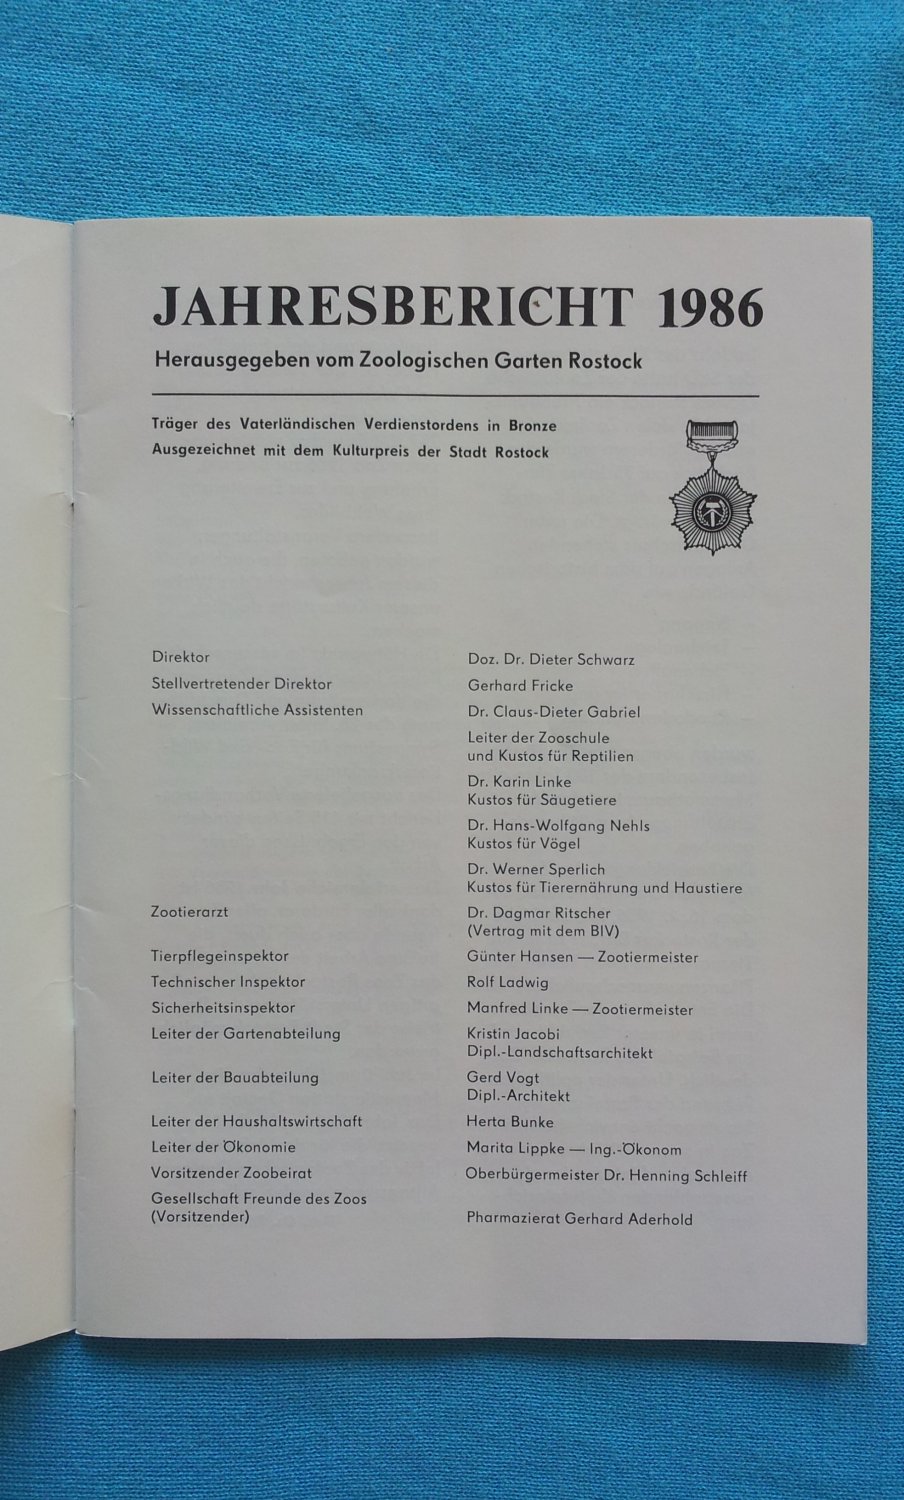 JAHRESBERICHT 1986
Herausgegeben vom Zoologischen Garten Rostock
Träger des Vaterländischen Verdienstordens in Bronze
Ausgezeichnet mit dem Kulturpreis der Stadt Rostock
Direktor Doz. Dr. Dieter Schwarz
Stellvertretender Direktor Gerhard Fricke
Wissenschaftliche Assistenten Dr. Claus-Dieter Gabriel
Leiter der Zooschule
und Kustos für Reptilien
Dr. Karin Linke
Kustos für Säugetiere
Dr. Hans-Wolfgang Nehls
Kustos für Vögel
Dr. Werner Sperlich
Kustos für Tierernährung und Haustiere
Zootierarzt Dr. Dagmar Ritscher
(Vertrag mit dem BIV)
Tierpflegeinspektor Günter Hansen — Zootiermeister
Technischer Inspektor Rolf Ladwig
Sicherheitsinspektor Manfred Linke — Zootiermeister
Leiter der Gartenabteilung Kristin Jacobi
Dipl.-Landschaftsarchitekt
Leiter der Bauabteilung Gerd Vogt
Dipl.-Architekt
Leiter der Haushaltswirtschaft Herta Bunke
Leiter der Ökonomie Marita Lippke — Ing.-Ökonom
Vorsitzender Zoobeirat Oberbürgermeister Dr. Henning Schleiff
Gesellschaft Freunde des Zoos
(Vorsitzender) Pharmazierat Gerhard Aderhold